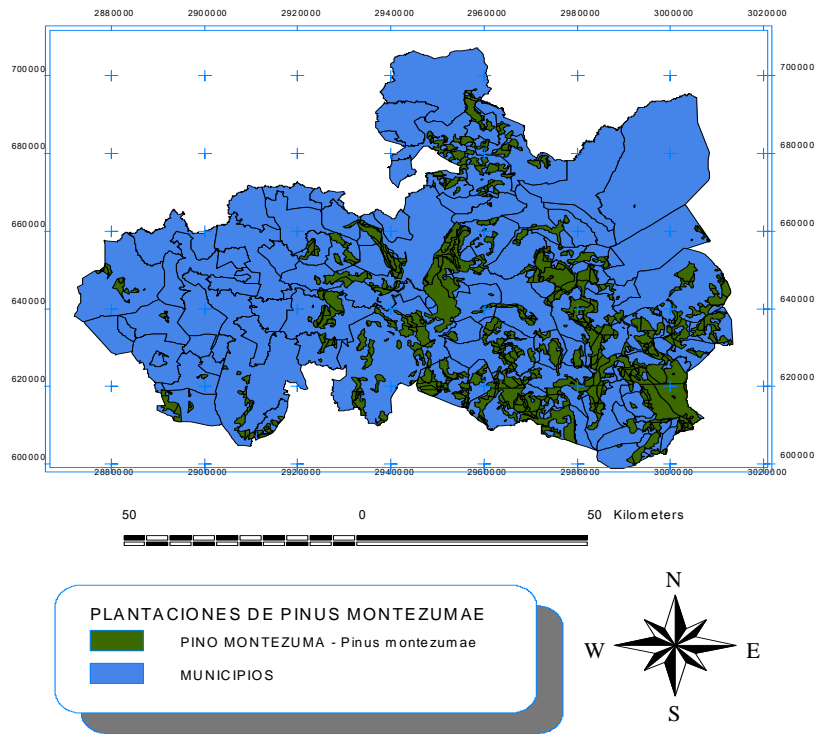 2880000 2900000 2920000 2940000 2960000 2980000 3000000 3020000
700000 700000
680000 680000
660000 660000
640000 640000
620000 620000
600000 600000
2880000 2900000 2920000 2940000 2960000 2980000 3000000 3020000
50 0 50 Kilometers
PLANTACIONES DE PINUS MONTEZUMAE
PINO MONTEZUMA - Pinus montezumae
MUNICIPIOS
N
W E
S